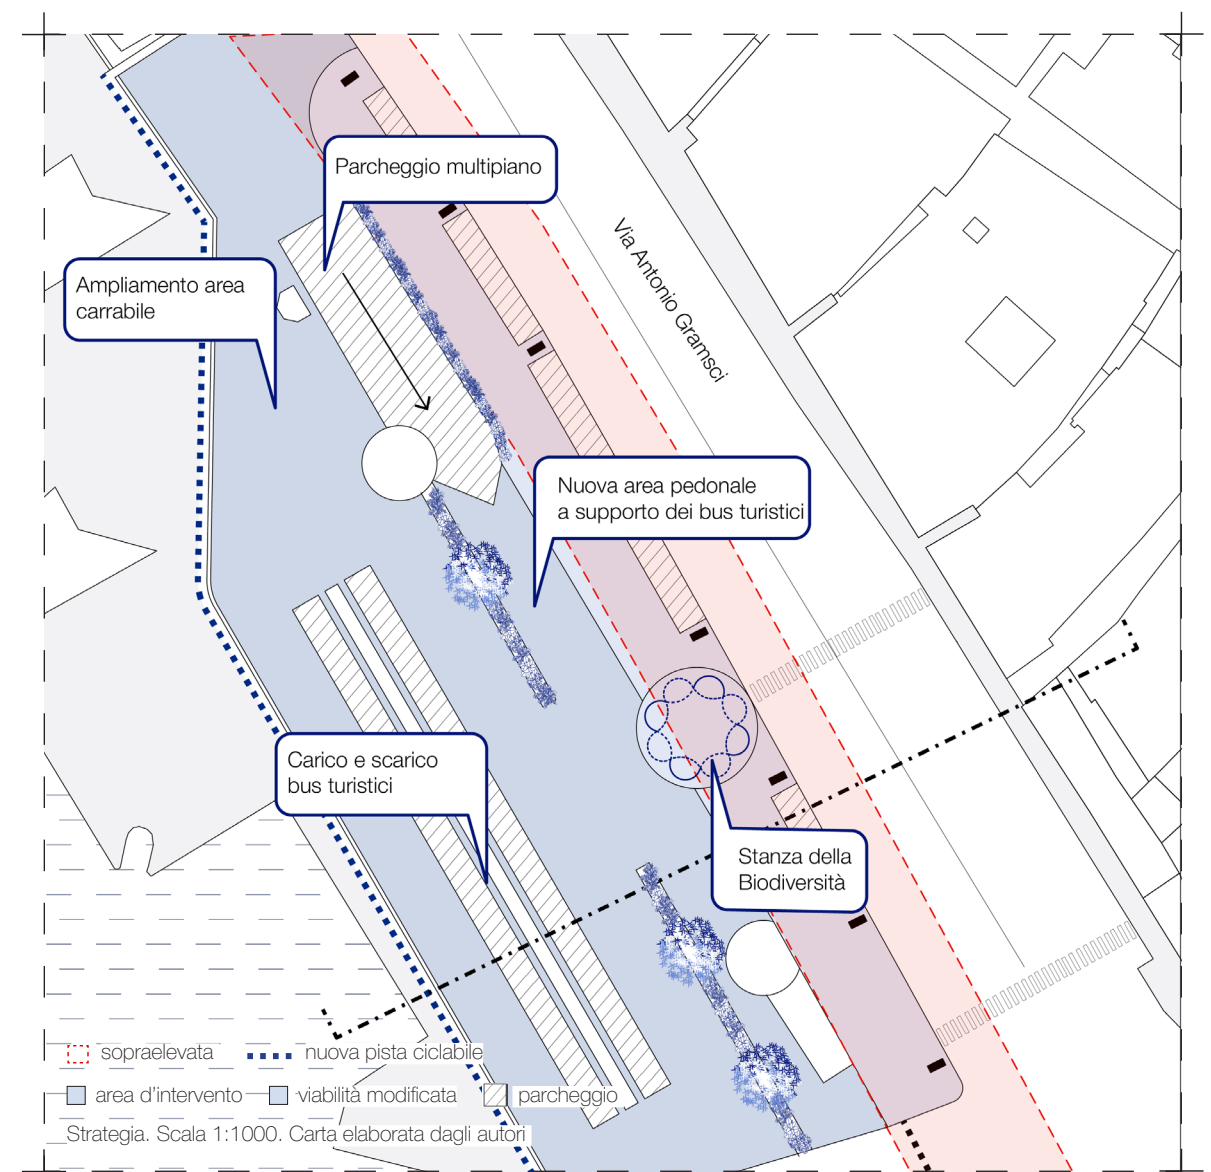 Parcheggio multipiano
Via Antonio Gramsci
Ampliamento area
carrabile
Nuova area pedonale
a supporto dei bus turistici
Carico e scarico
bus turistici
Stanza della
Biodiversità
sopraelevata
nuova pista ciclabile
area d'intervento
viabilità modificata
parcheggio
Strategia. Scala 1:1000. Carta elaborata dagli autori